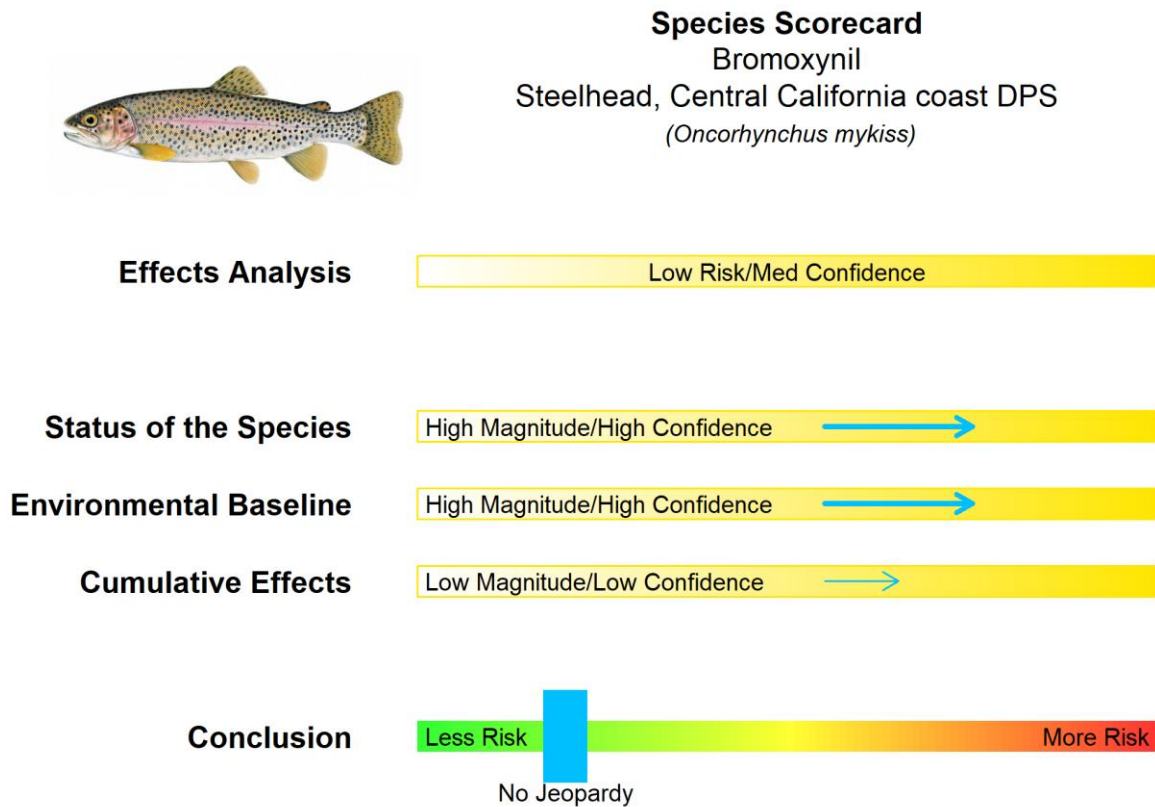 Species Scorecard
Bromoxynil
Steelhead, Central California coast DPS
(Oncorhynchus mykiss)
Effects Analysis
Low Risk/Med Confidence
Status of the Species
High Magnitude/High Confidence
Environmental Baseline
High Magnitude/High Confidence
Cumulative Effects
Low Magnitude/Low Confidence
Conclusion
Less Risk
More Risk
No Jeopardy